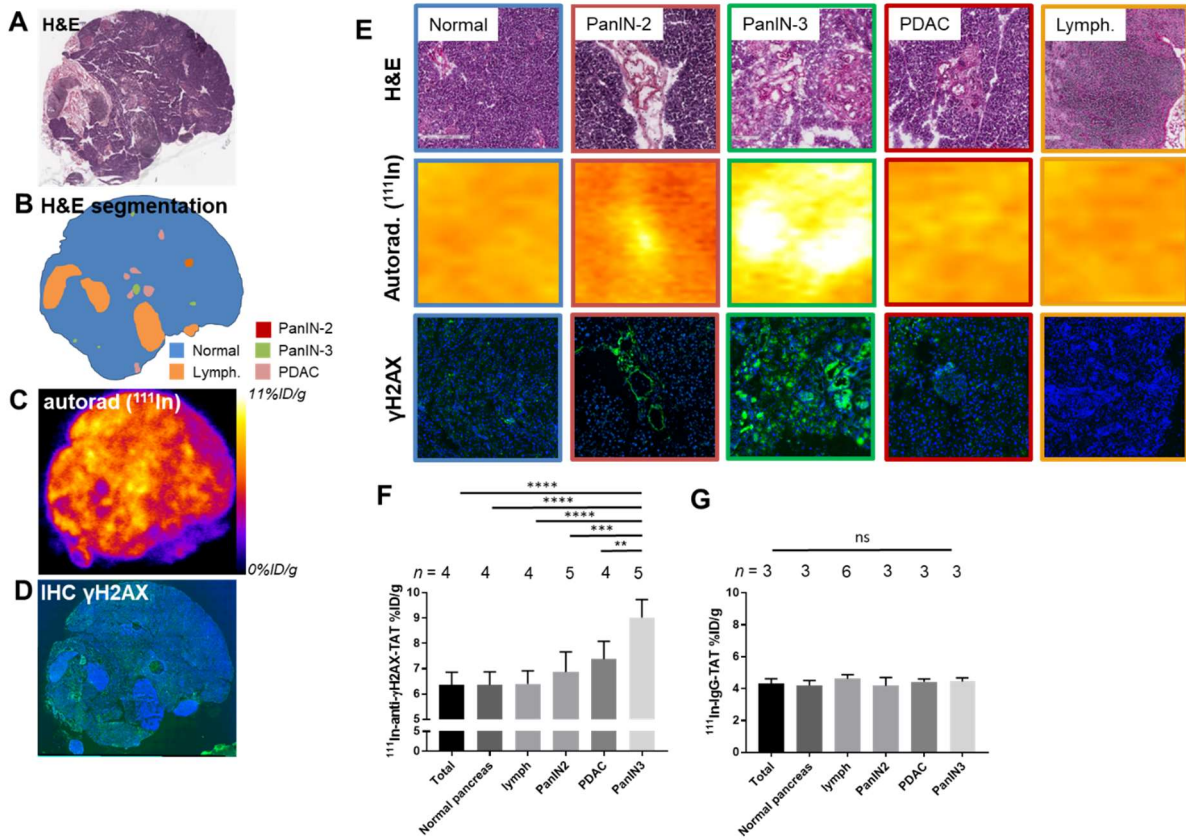 A
H&E
B H&E segmentation
PanIN-2
Normal
PanIN-3
Lymph.
PDAC
C
autorad (¹¹¹In)
11%ID/g
0%ID/g
D
IHC γH2AX
E
Normal
PanIN-2
PanIN-3
PDAC
Lymph.
H&E
Autorad. (¹¹¹In)
γH2AX
F
****
****
****
***
**
n = 4 4 4 5 4 5
¹¹¹In-anti-γH2AX-TAT %ID/g
10
9
8
7
6
5
5
0
Total
Normal pancreas
lymph
PanIN2
PDAC
PanIN3
G
ns
n = 3 3 6 3 3 3
¹¹¹In-IgG-TAT %ID/g
10
8
6
4
2
0
Total
Normal pancreas
lymph
PanIN2
PDAC
PanIN3